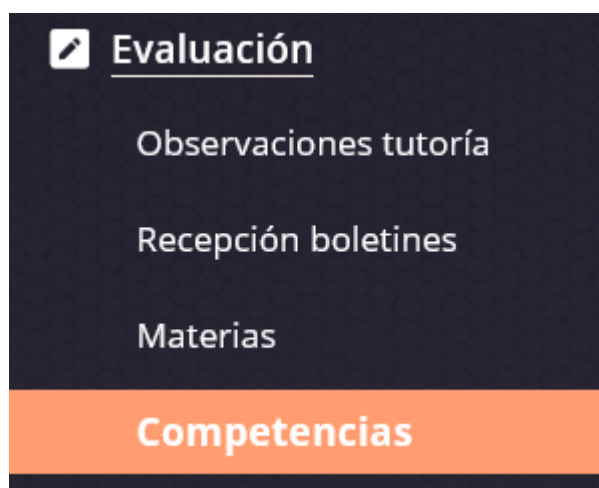 Evaluación
Observaciones tutoría
Recepción boletines
Materias
Competencias